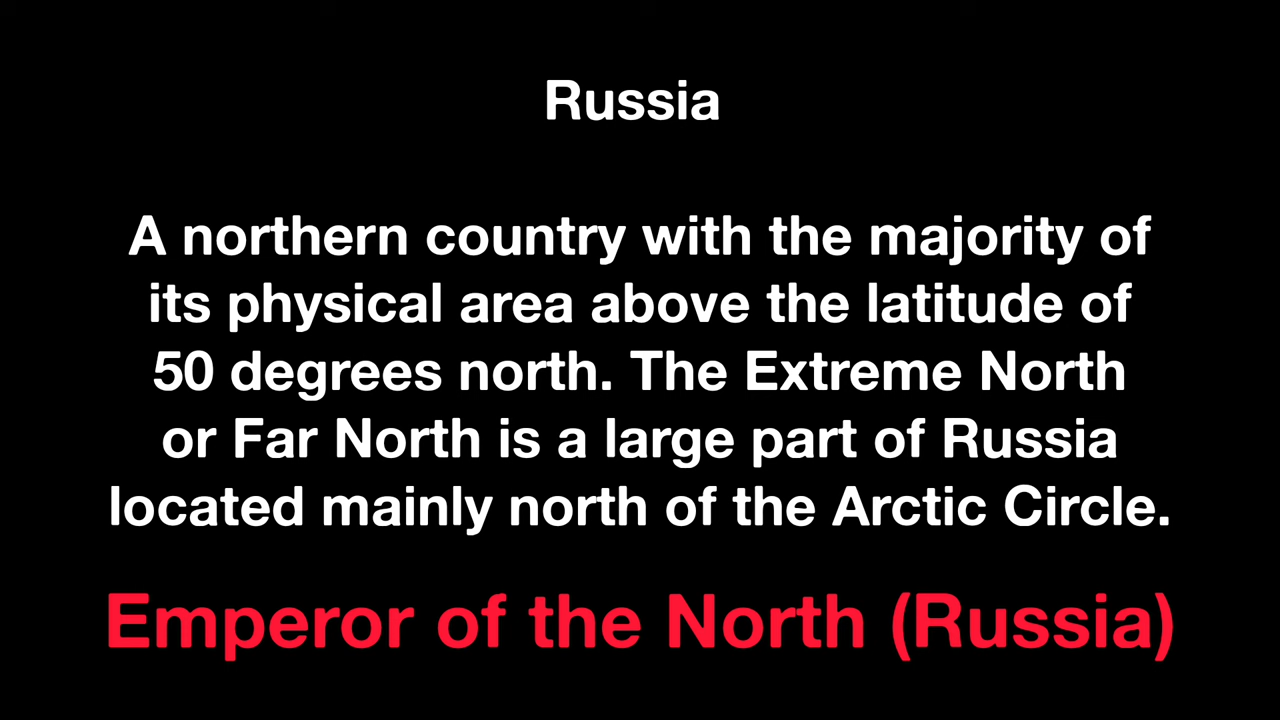 Russia
A northern country with the majority of
its physical area above the latitude of
50 degrees north. The Extreme North
or Far North is a large part of Russia
located mainly north of the Arctic Circle.
Emperor of the North (Russia)